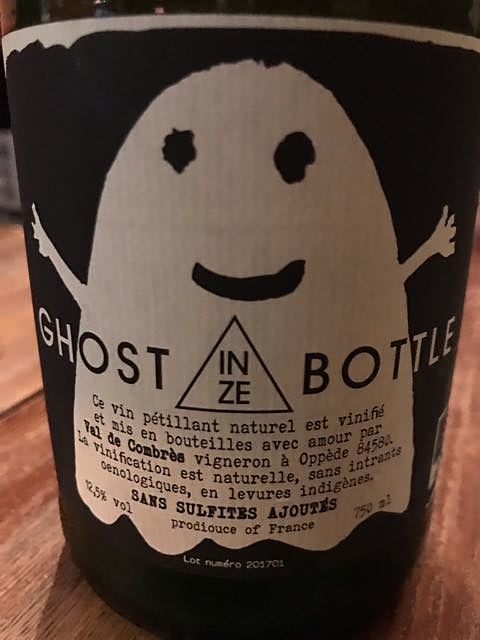 GHOST IN ZE BOTTLE
Ce vin pétillant naturel est vinifié
et mis en bouteilles avec amour par
Val de Combrès vigneron à Oppède 84580.
La vinification est naturelle, sans intrants
oenologiques, en levures indigènes.
SANS SULFITES AJOUTÉS
12,5% vol
750 ml
prodiouce of France
Lot numéro 201701